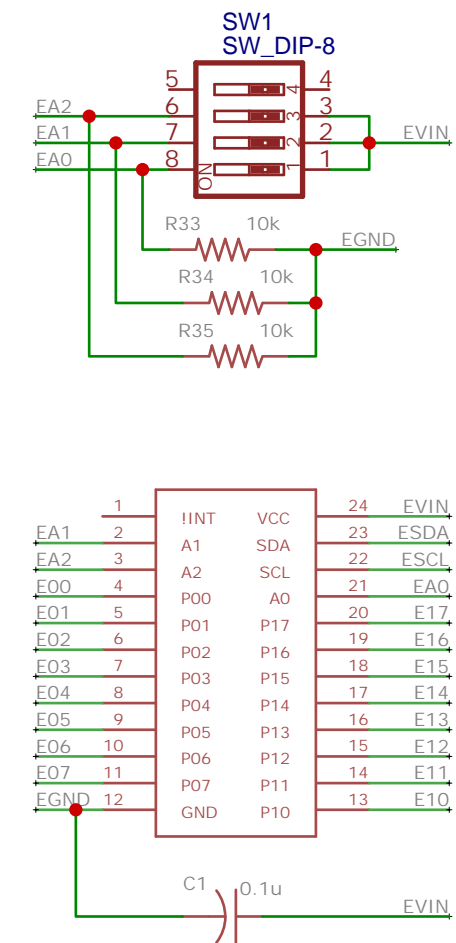 SW1
SW_DIP-8
5 4 4
EA2 6 3 3
EA1 7 2 2 EVIN
EA0 8 ON 1 1
R33 10k
EGND
R34 10k
R35 10k
1 !INT VCC 24 EVIN
EA1 2 A1 SDA 23 ESDA
EA2 3 A2 SCL 22 ESCL
E00 4 P00 A0 21 EA0
E01 5 P01 P17 20 E17
E02 6 P02 P16 19 E16
E03 7 P03 P15 18 E15
E04 8 P04 P14 17 E14
E05 9 P05 P13 16 E13
E06 10 P06 P12 15 E12
E07 11 P07 P11 14 E11
EGND 12 GND P10 13 E10
C1 0.1u
EVIN